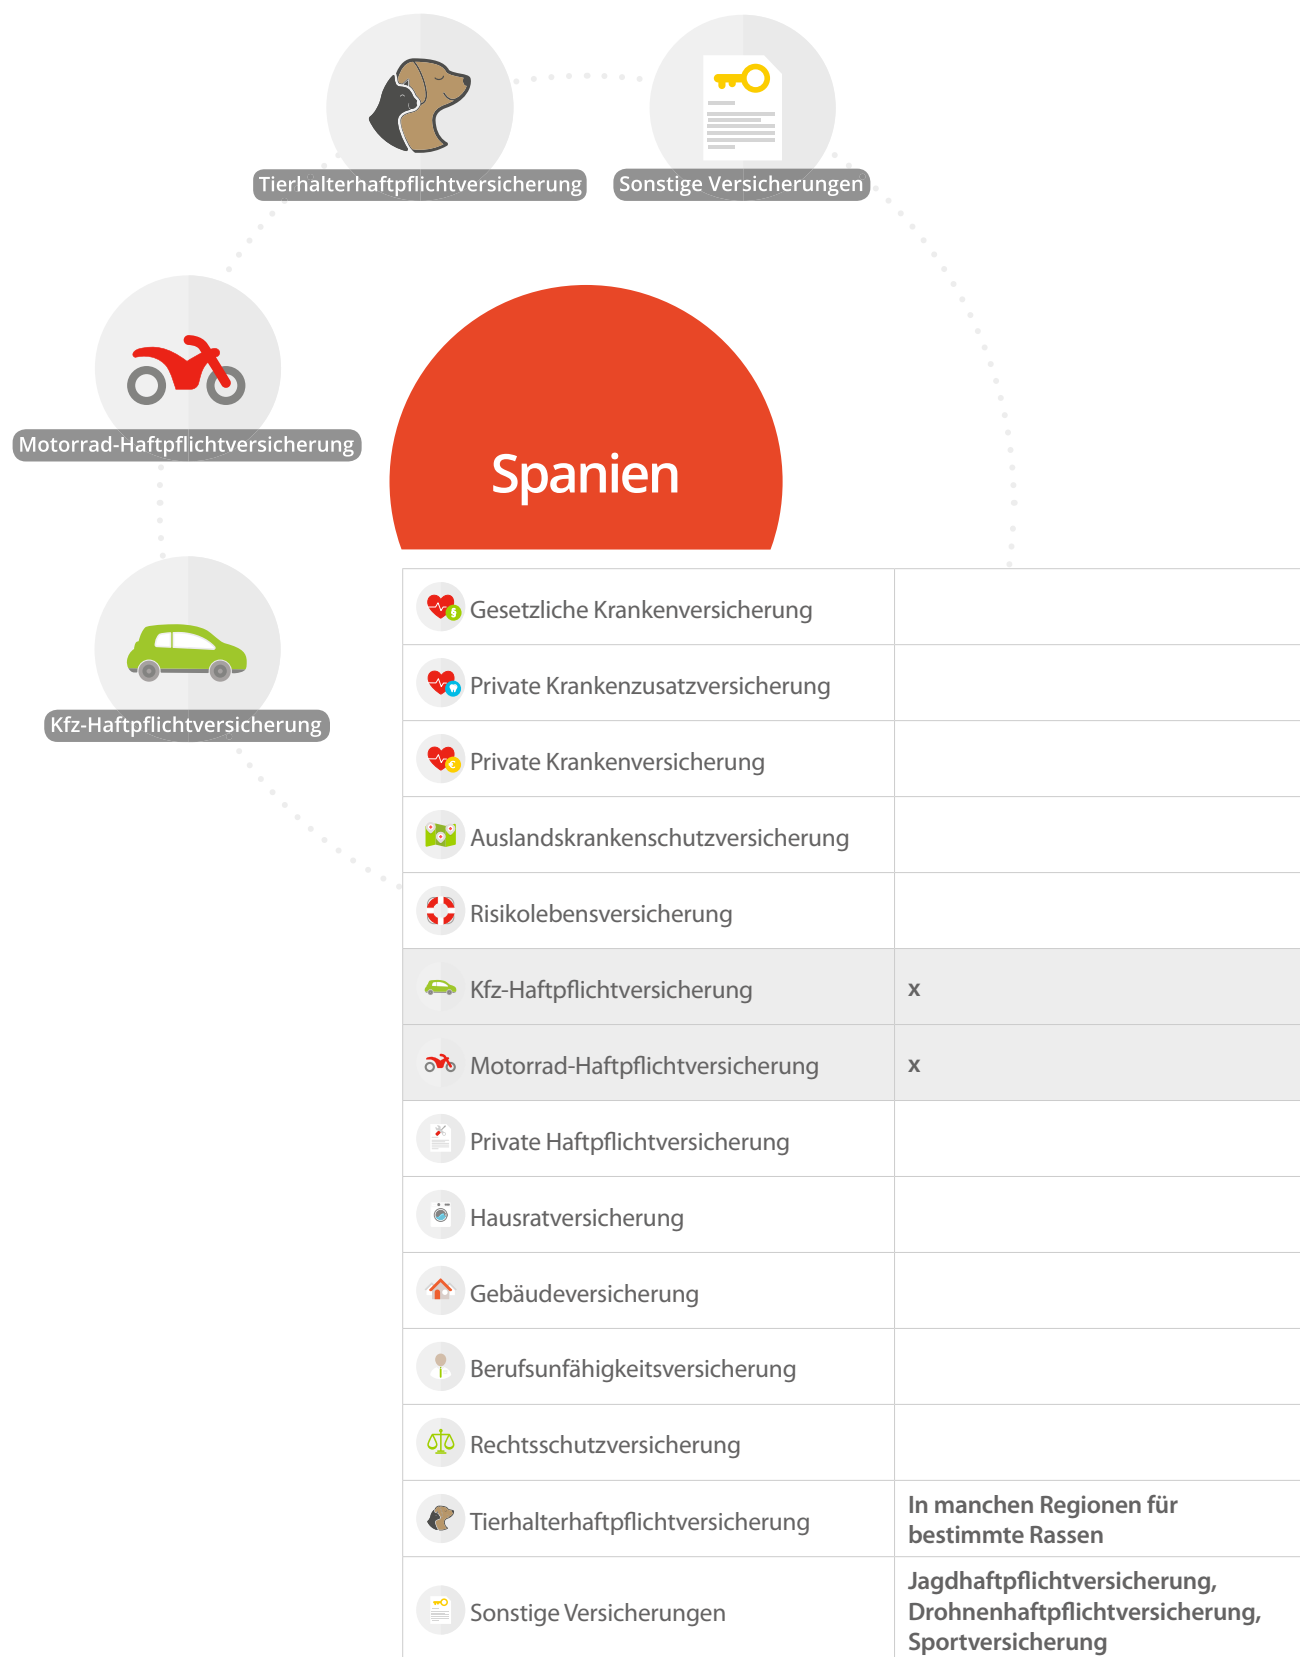 Tierhalterhaftpflichtversicherung
Sonstige Versicherungen
Motorrad-Haftpflichtversicherung
Spanien
Kfz-Haftpflichtversicherung
Gesetzliche Krankenversicherung
Private Krankenzusatzversicherung
Private Krankenversicherung
Auslandskrankenschutzversicherung
Risikolebensversicherung
Kfz-Haftpflichtversicherung x
Motorrad-Haftpflichtversicherung x
Private Haftpflichtversicherung
Hausratversicherung
Gebäudeversicherung
Berufsunfähigkeitsversicherung
Rechtsschutzversicherung
Tierhalterhaftpflichtversicherung
In manchen Regionen für
bestimmte Rassen
Sonstige Versicherungen
Jagdhaftpflichtversicherung,
Drohnenhaftpflichtversicherung,
Sportversicherung